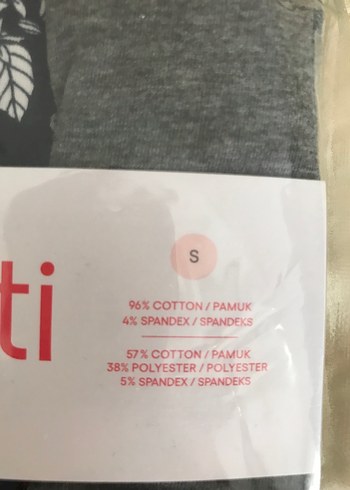 S
ti
96% COTTON / PAMUK
4% SPANDEX / SPANDEKS
57% COTTON / PAMUK
38% POLYESTER / POLYESTER
5% SPANDEX / SPANDEKS